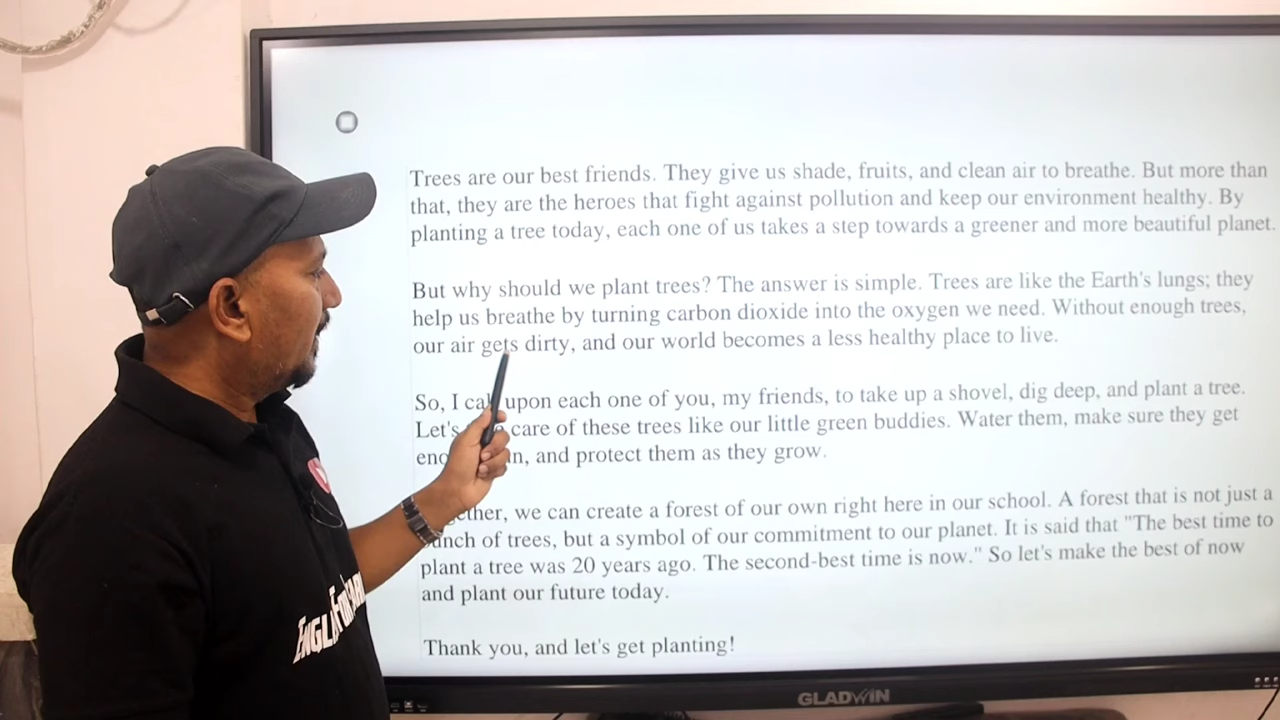 Trees are our best friends. They give us shade, fruits, and clean air to breathe. But more than
that, they are the heroes that fight against pollution and keep our environment healthy. By
planting a tree today, each one of us takes a step towards a greener and more beautiful planet.
But why should we plant trees? The answer is simple. Trees are like the Earth's lungs; they
help us breathe by turning carbon dioxide into the oxygen we need. Without enough trees,
our air gets dirty, and our world becomes a less healthy place to live.
So, I call upon each one of you, my friends, to take up a shovel, dig deep, and plant a tree.
Let's care of these trees like our little green buddies. Water them, make sure they get
and protect them as they grow.
we can create a forest of our own right here in our school. A forest that is not just a
of trees, but a symbol of our commitment to our planet. It is said that "The best time to
plant a tree was 20 years ago. The second-best time is now." So let's make the best of now
and plant our future today.
Thank you, and let's get planting!
GLADWIN